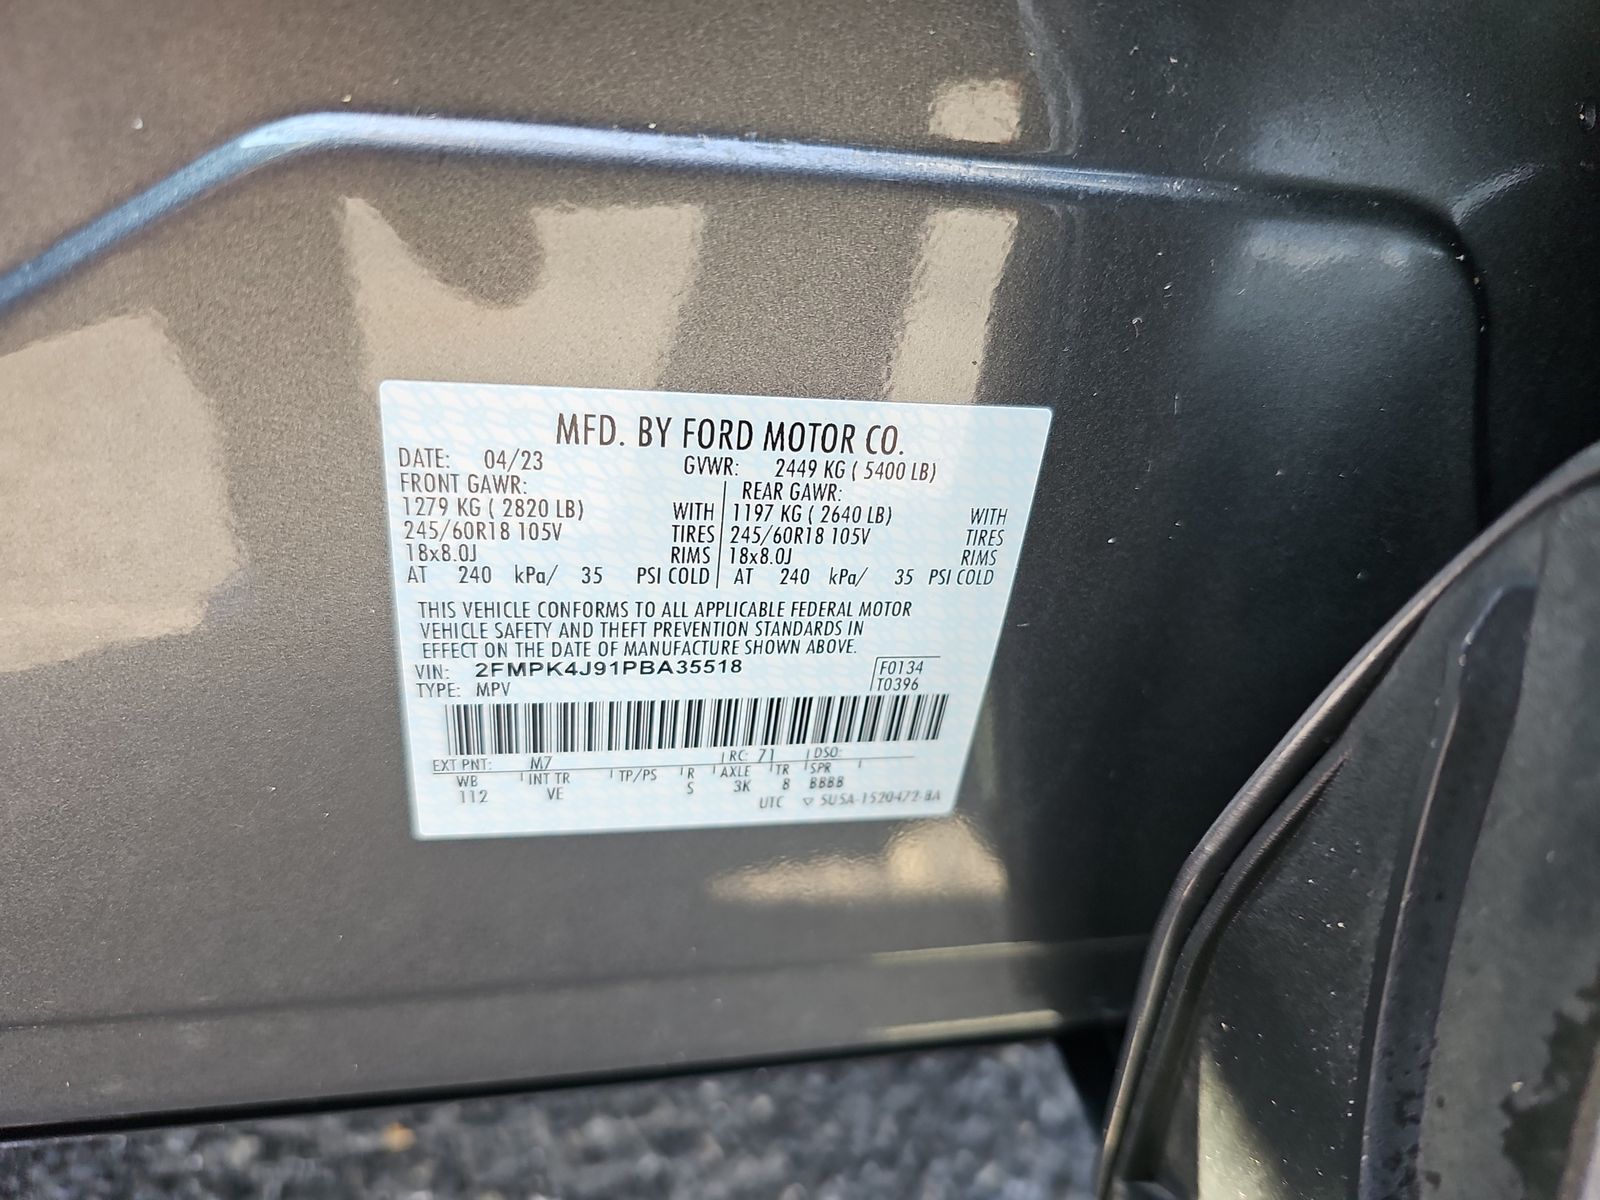 MFD. BY FORD MOTOR CO.
DATE: 04/23 GVWR: 2449 KG ( 5400 LB)
FRONT GAWR: REAR GAWR:
1279 KG ( 2820 LB) WITH 1197 KG ( 2640 LB) WITH
245/60R18 105V TIRES 245/60R18 105V TIRES
18x8.0J RIMS 18x8.0J RIMS
AT 240 kPa/ 35 PSI COLD AT 240 kPa/ 35 PSI COLD
THIS VEHICLE CONFORMS TO ALL APPLICABLE FEDERAL MOTOR
VEHICLE SAFETY AND THEFT PREVENTION STANDARDS IN
EFFECT ON THE DATE OF MANUFACTURE SHOWN ABOVE.
VIN: 2FMPK4J91PBA35518 F0134
TYPE: MPV T0396
EXT PNT: M7 RC: 71 DSO:
WB INT TR TP/PS R AXLE TR SPR
112 VE S 3K 8 BBBB
UTC ▽ SU5A-1520472-BA